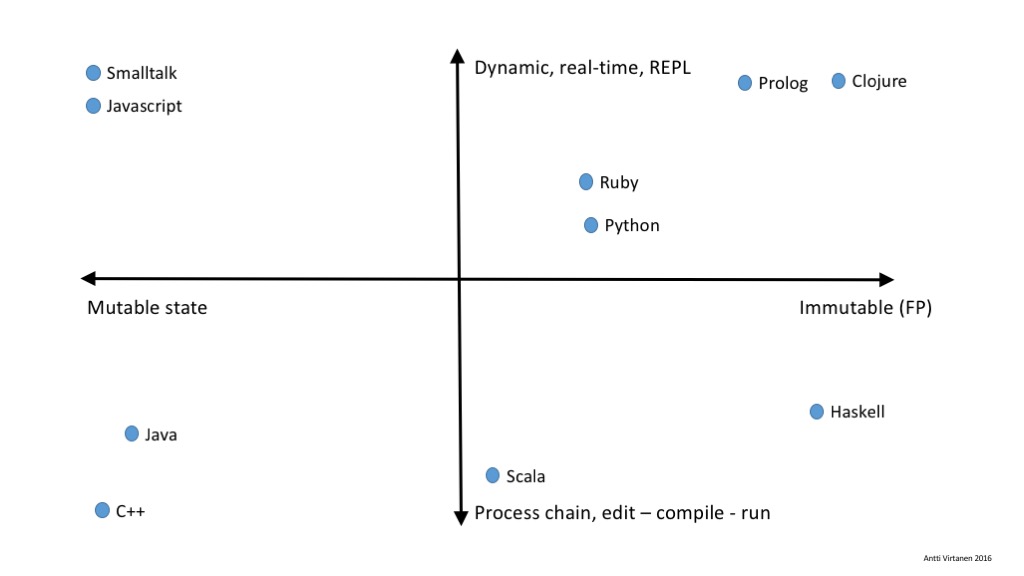 Smalltalk
Dynamic, real-time, REPL
Prolog
Clojure
Javascript
Ruby
Python
Mutable state
Immutable (FP)
Haskell
Java
Scala
C++
Process chain, edit – compile - run
Antti Virtanen 2016